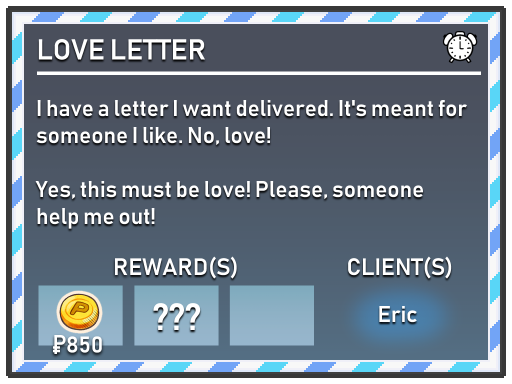 LOVE LETTER
I have a letter I want delivered. It's meant for
someone I like. No, love!
Yes, this must be love! Please, someone
help me out!
REWARD(S)
CLIENT(S)
P
???
Eric
₽850